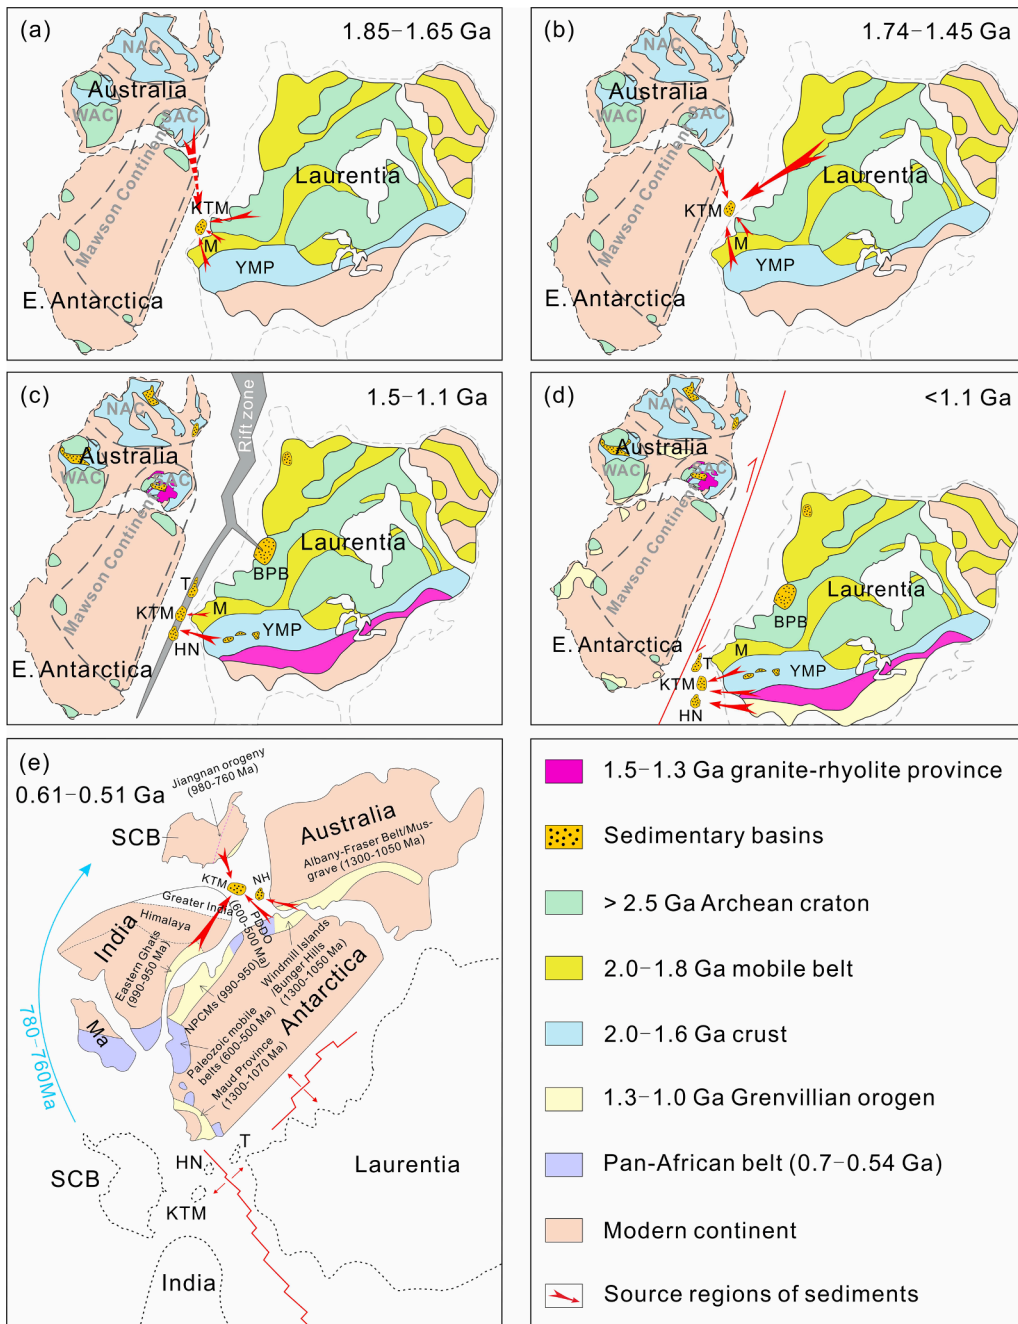 (a)
1.85–1.65 Ga
NAC
Australia
WAC
SAC
Mawson Continent
Laurentia
KTM
M
YMP
E. Antarctica
(b)
1.74–1.45 Ga
NAC
Australia
WAC
SAC
Mawson Continent
Laurentia
KTM
M
YMP
E. Antarctica
(c)
1.5–1.1 Ga
Rift zone
NAC
Australia
WAC
SAC
Mawson Continent
Laurentia
BPB
T
KTM
M
HN
YMP
E. Antarctica
(d)
<1.1 Ga
NAC
Australia
WAC
SAC
Mawson Continent
Laurentia
BPB
M
T
YMP
KTM
HN
E. Antarctica
(e)
0.61–0.51 Ga
Jiangnan orogeny
(980-760 Ma)
SCB
Australia
Albany-Fraser Belt/Mus-
grave (1300-1050 Ma)
KTM
NH
Greater India
Himalaya
India
Eastern Ghats
(990-950 Ma)
PDDO
(600-500 Ma)
Windmill Islands
/Bunger Hills
(1300-1050 Ma)
NPCMs (990-950)
Antarctica
Ma
Paleozoic mobile
belts (600-500 Ma)
Maud Province
(1300-1070 Ma)
780-760Ma
SCB
HN
T
KTM
Laurentia
India
1.5–1.3 Ga granite-rhyolite province
Sedimentary basins
> 2.5 Ga Archean craton
2.0–1.8 Ga mobile belt
2.0–1.6 Ga crust
1.3–1.0 Ga Grenvillian orogen
Pan-African belt (0.7–0.54 Ga)
Modern continent
Source regions of sediments